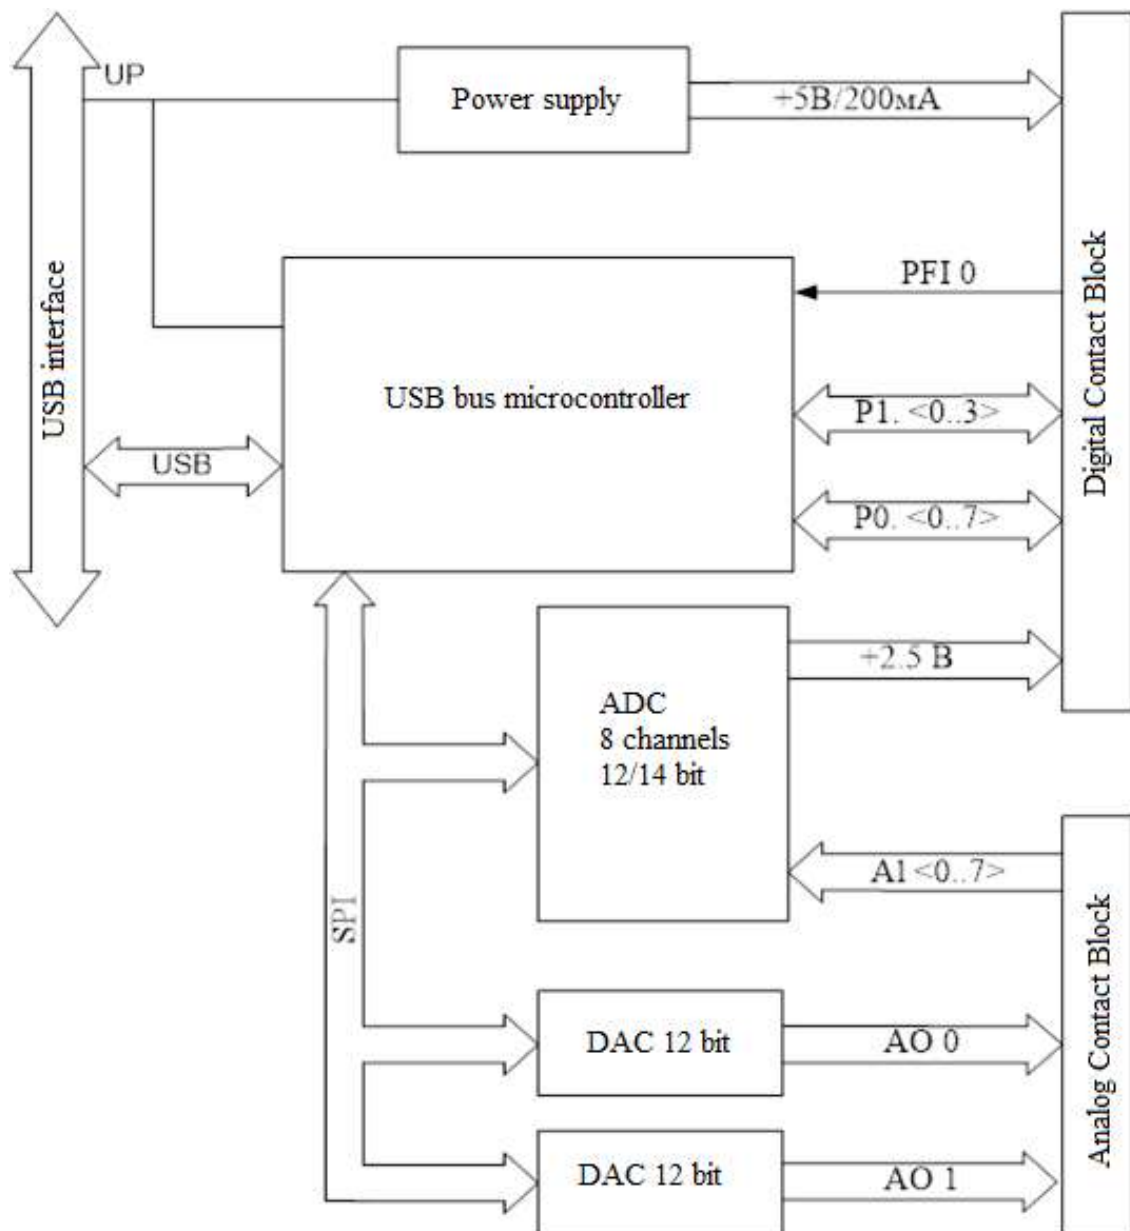 UP
Power supply
+5В/200мА
USB interface
PFI 0
USB bus microcontroller
P1. <0..3>
USB
P0. <0..7>
Digital Contact Block
+2.5 В
ADC
8 channels
12/14 bit
A1 <0..7>
SPI
DAC 12 bit
AO 0
Analog Contact Block
DAC 12 bit
AO 1